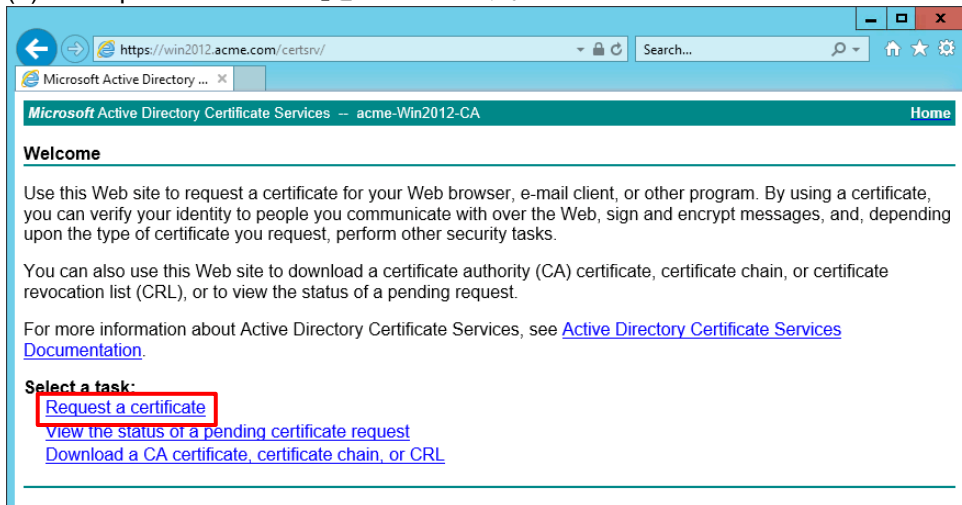 https://win2012.acme.com/certsrv/
Search...
Microsoft Active Directory ...
Microsoft Active Directory Certificate Services -- acme-Win2012-CA
Home
Welcome
Use this Web site to request a certificate for your Web browser, e-mail client, or other program. By using a certificate,
you can verify your identity to people you communicate with over the Web, sign and encrypt messages, and, depending
upon the type of certificate you request, perform other security tasks.
You can also use this Web site to download a certificate authority (CA) certificate, certificate chain, or certificate
revocation list (CRL), or to view the status of a pending request.
For more information about Active Directory Certificate Services, see Active Directory Certificate Services
Documentation.
Select a task:
Request a certificate
View the status of a pending certificate request
Download a CA certificate, certificate chain, or CRL